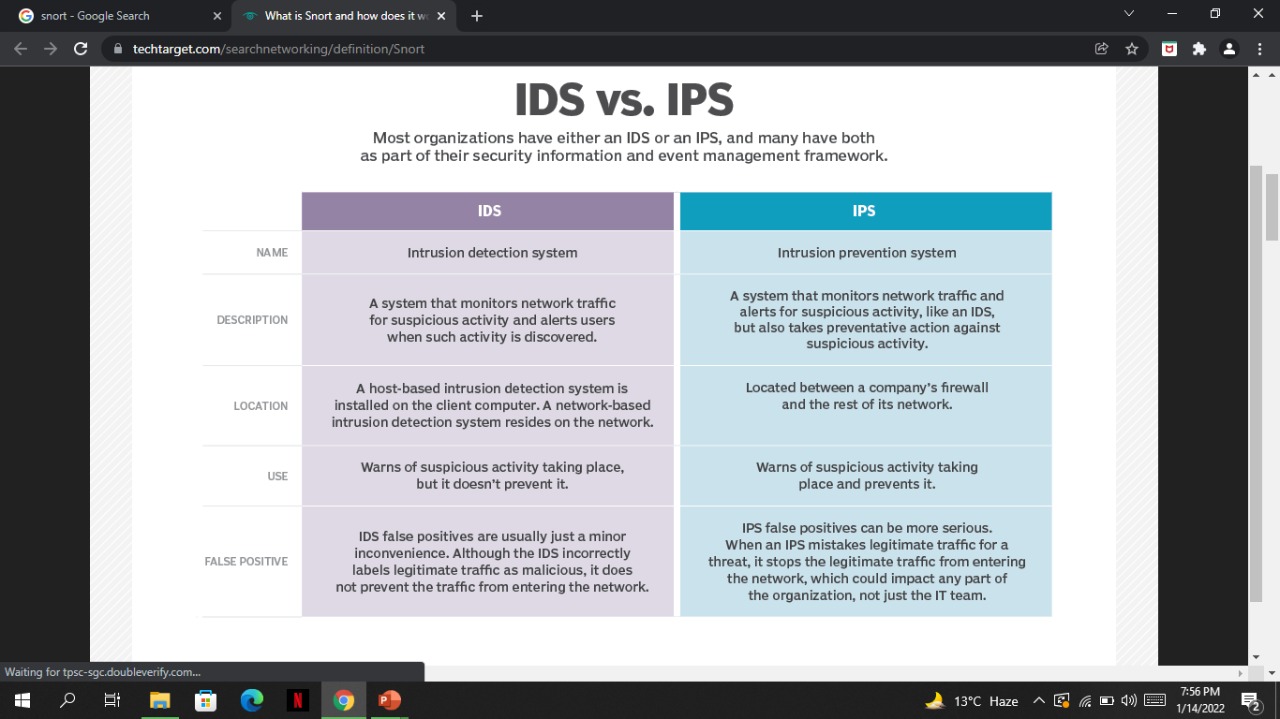 snort - Google Search
What is Snort and how does it w
techtarget.com/searchnetworking/definition/Snort
IDS vs. IPS
Most organizations have either an IDS or an IPS, and many have both
as part of their security information and event management framework.
IDS
IPS
NAME
Intrusion detection system
Intrusion prevention system
DESCRIPTION
A system that monitors network traffic
for suspicious activity and alerts users
when such activity is discovered.
A system that monitors network traffic and
alerts for suspicious activity, like an IDS,
but also takes preventative action against
suspicious activity.
LOCATION
A host-based intrusion detection system is
installed on the client computer. A network-based
intrusion detection system resides on the network.
Located between a company's firewall
and the rest of its network.
USE
Warns of suspicious activity taking place,
but it doesn't prevent it.
Warns of suspicious activity taking
place and prevents it.
FALSE POSITIVE
IDS false positives are usually just a minor
inconvenience. Although the IDS incorrectly
labels legitimate traffic as malicious, it does
not prevent the traffic from entering the network.
IPS false positives can be more serious.
When an IPS mistakes legitimate traffic for a
threat, it stops the legitimate traffic from entering
the network, which could impact any part of
the organization, not just the IT team.
Waiting for tpsc-sgc.doubleverify.com...
13°C Haze
7:56 PM
1/14/2022
2